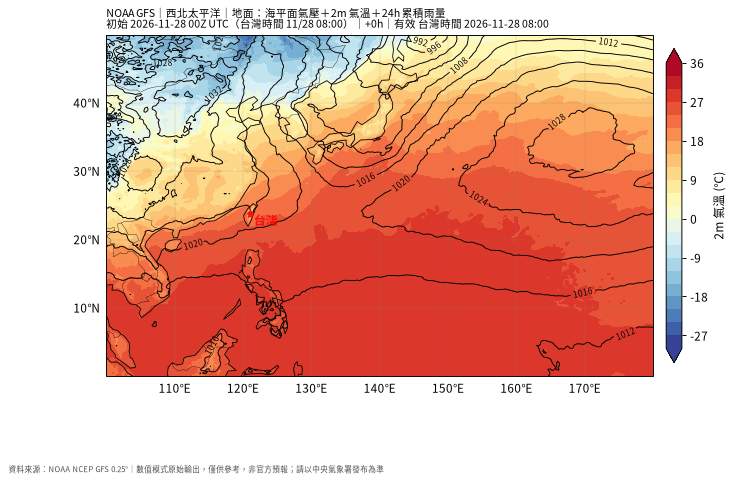 NOAA GFS｜西北太平洋｜地面：海平面氣壓＋2m 氣溫＋24h 累積雨量
初始 2026-11-28 00Z UTC（台灣時間 11/28 08:00）｜+0h｜有效 台灣時間 2026-11-28 08:00
992
996
1008
1012
1028
1032
1028
1016
1020
1024
1020
1016
1012
1012
台灣
40°N
30°N
20°N
10°N
110°E 120°E 130°E 140°E 150°E 160°E 170°E
36
27
18
9
0
-9
-18
-27
2m 氣溫 (°C)
資料來源：NOAA NCEP GFS 0.25°｜數值模式原始輸出，僅供參考，非官方預報；請以中央氣象署發布為準